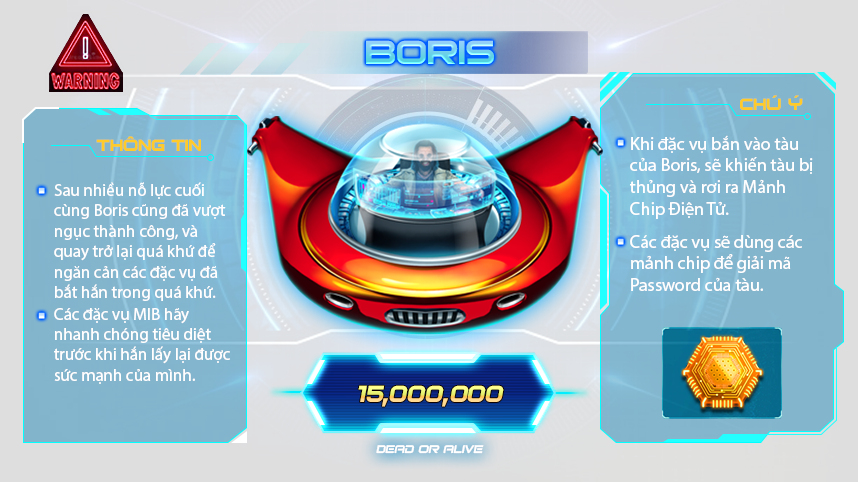 WARNING
BORIS
THÔNG TIN
Sau nhiều nỗ lực cuối
cùng Boris cũng đã vượt
ngục thành công, và
quay trở lại quá khứ để
ngăn cản các đặc vụ đã
bắt hắn trong quá khứ.
Các đặc vụ MIB hãy
nhanh chóng tiêu diệt
trước khi hắn lấy lại được
sức mạnh của mình.
15,000,000
DEAD OR ALIVE
CHÚ Ý
Khi đặc vụ bắn vào tàu
của Boris, sẽ khiến tàu bị
thủng và rơi ra Mảnh
Chip Điện Tử.
Các đặc vụ sẽ dùng các
mảnh chip để giải mã
Password của tàu.